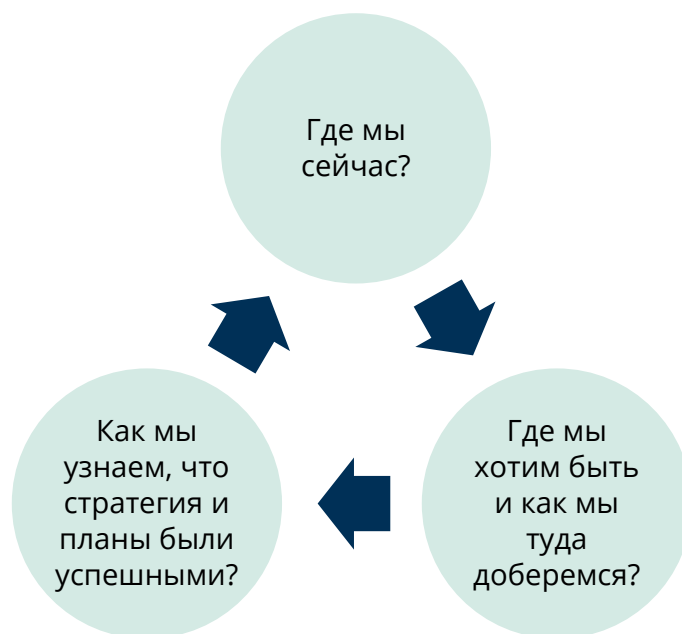 Где мы
сейчас?
Где мы
хотим быть
и как мы
туда
доберемся?
Как мы
узнаем, что
стратегия и
планы были
успешными?